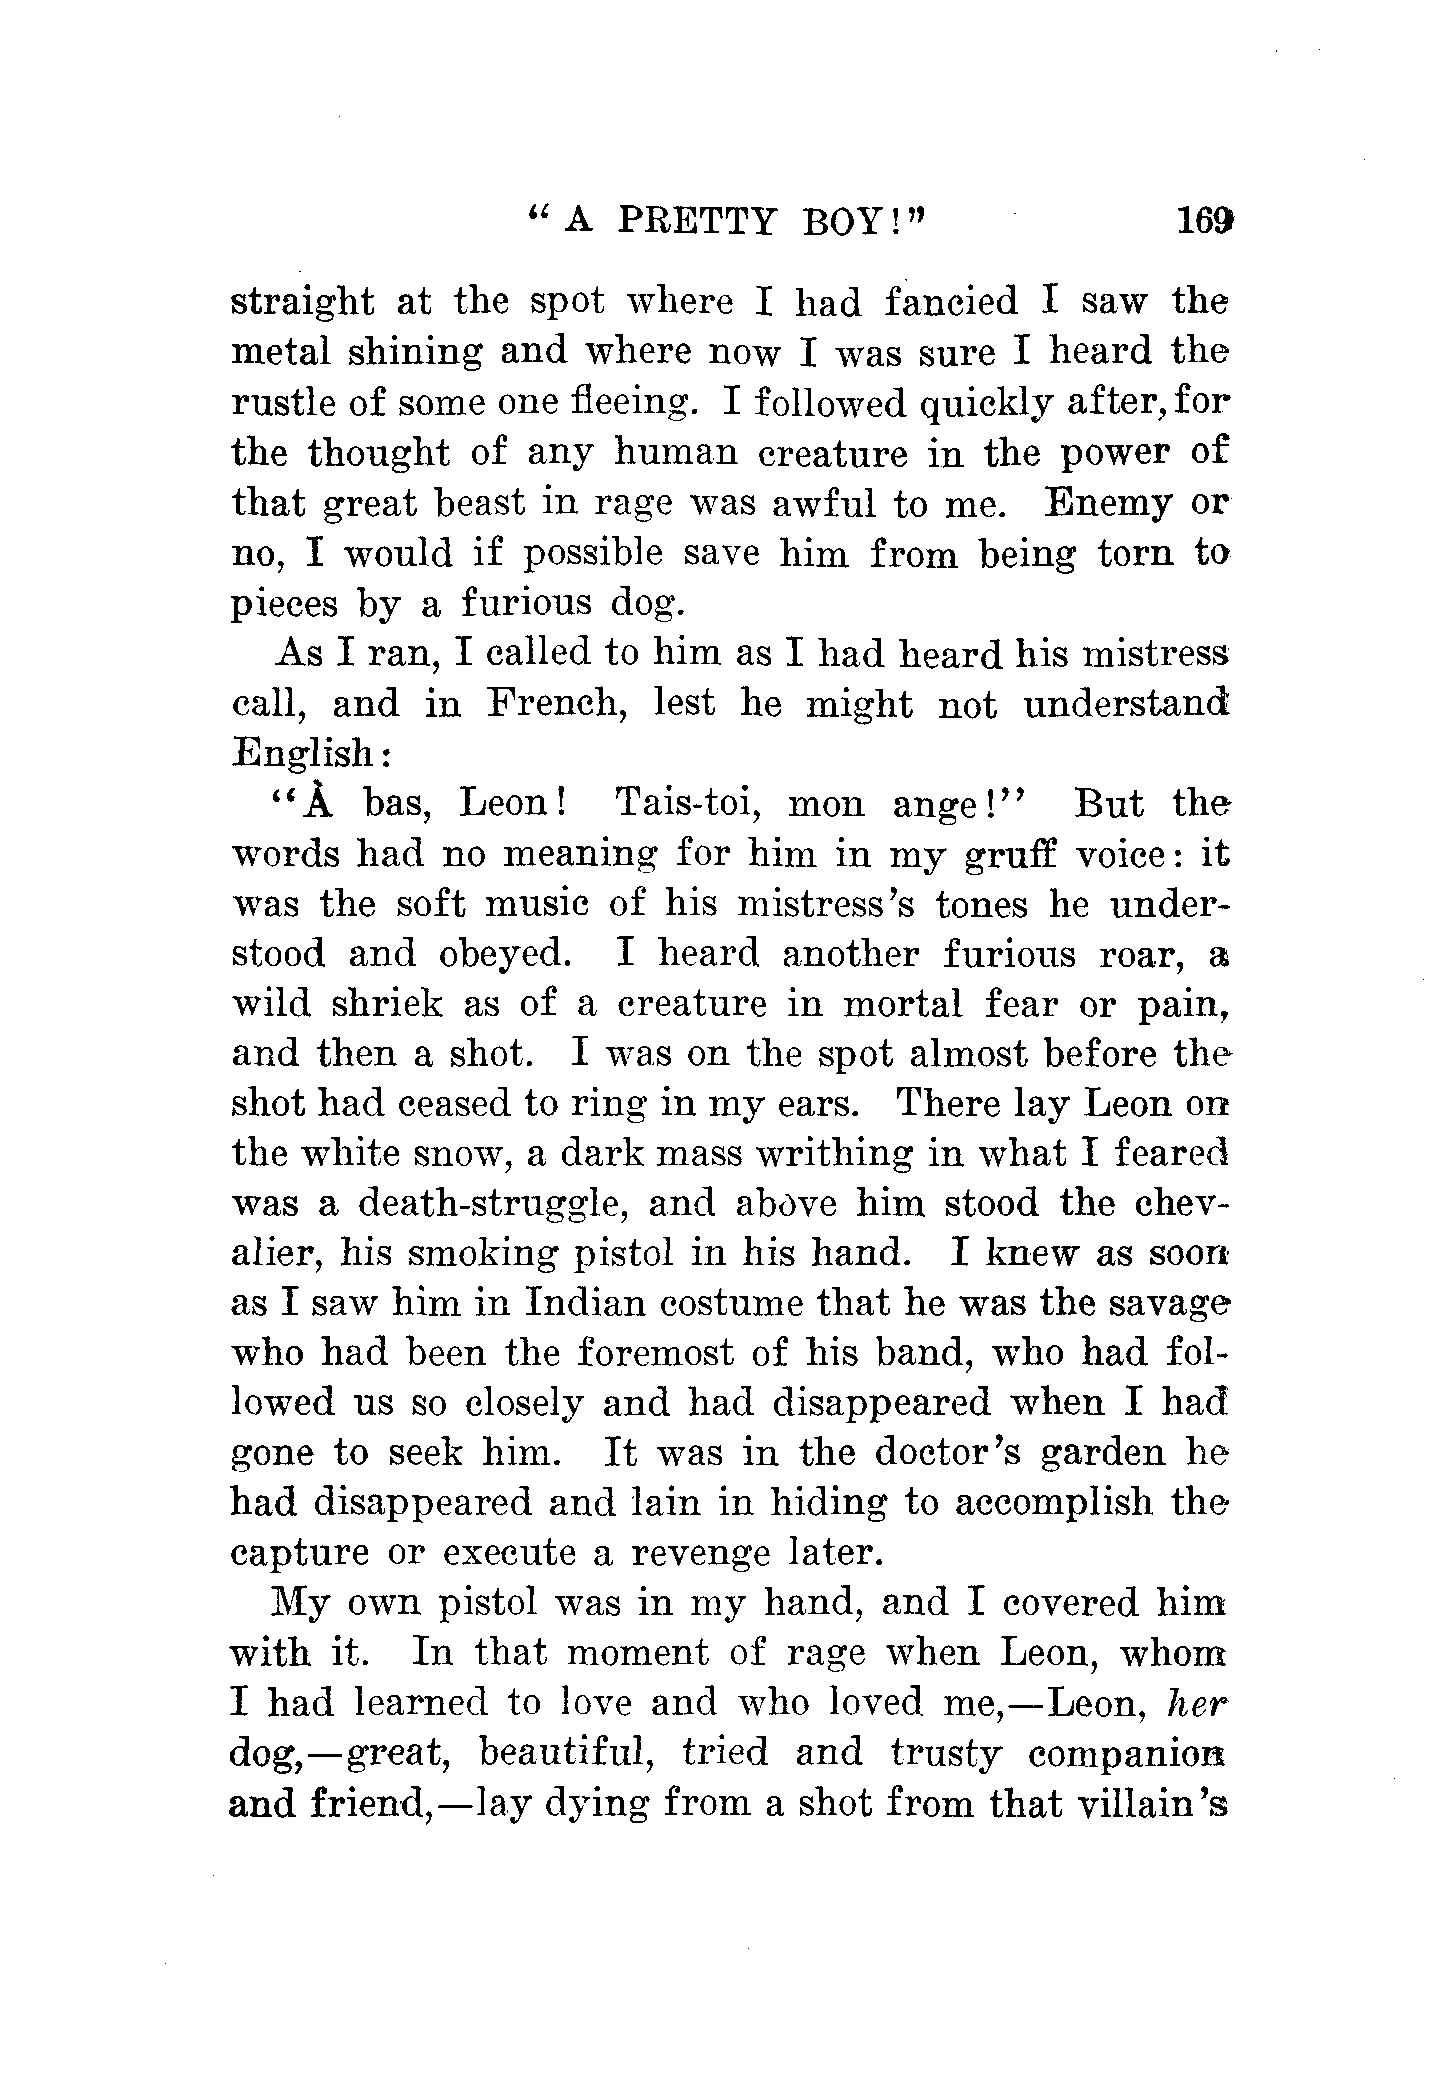 “ A PRETTY BOY!” 169
straight at the spot where I had fancied I saw the
metal shining and where now I was sure I heard the
rustle of some one fleeing. I followed quickly after, for
the thought of any human creature in the power of
that great beast in rage was awful to me. Enemy or
no, I would if possible save him from being torn to
pieces by a furious dog.
As I ran, I called to him as I had heard his mistress
call, and in French, lest he might not understand
English:
“À bas, Leon! Tais-toi, mon ange!” But the
words had no meaning for him in my gruff voice: it
was the soft music of his mistress’s tones he under-
stood and obeyed. I heard another furious roar, a
wild shriek as of a creature in mortal fear or pain,
and then a shot. I was on the spot almost before the
shot had ceased to ring in my ears. There lay Leon on
the white snow, a dark mass writhing in what I feared
was a death-struggle, and above him stood the chev-
alier, his smoking pistol in his hand. I knew as soon
as I saw him in Indian costume that he was the savage
who had been the foremost of his band, who had fol-
lowed us so closely and had disappeared when I had
gone to seek him. It was in the doctor’s garden he
had disappeared and lain in hiding to accomplish the
capture or execute a revenge later.
My own pistol was in my hand, and I covered him
with it. In that moment of rage when Leon, whom
I had learned to love and who loved me,—Leon, her
dog,—great, beautiful, tried and trusty companion
and friend,—lay dying from a shot from that villain’s